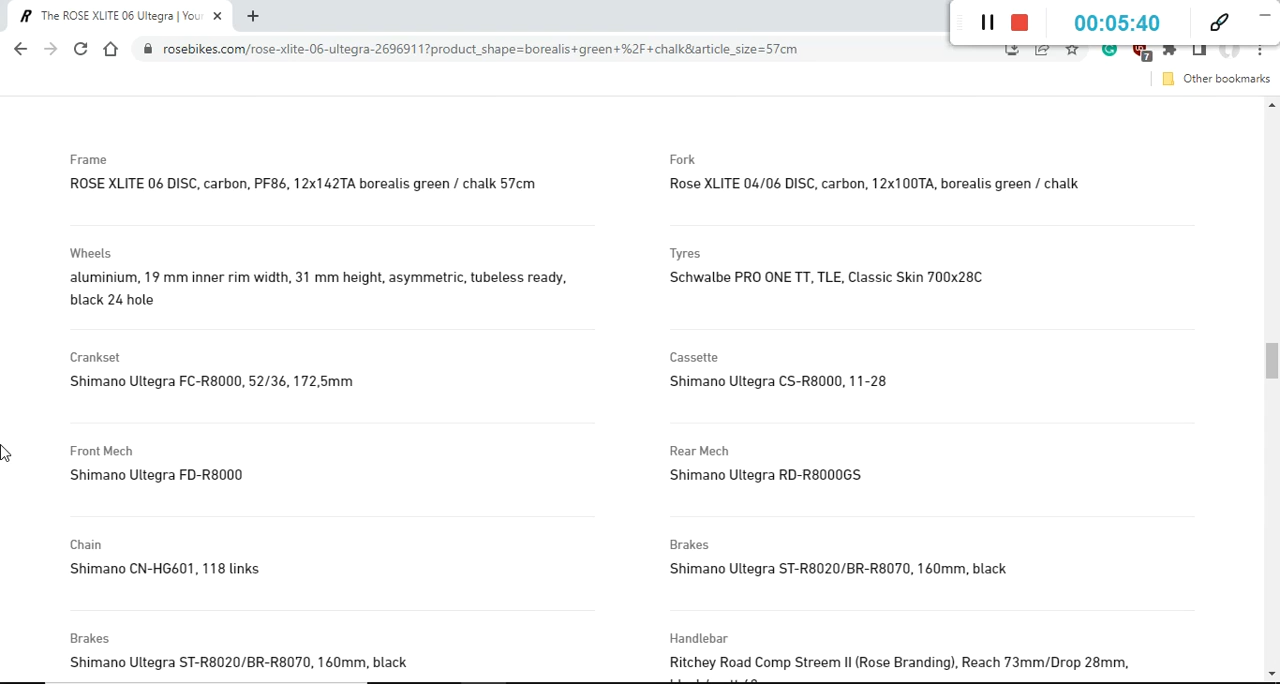 The ROSE XLITE 06 Ultegra | Your
00:05:40
rosebikes.com/rose-xlite-06-ultegra-2696911?product_shape=borealis+green+%2F+chalk&article_size=57cm
7
Other bookmarks
Frame
ROSE XLITE 06 DISC, carbon, PF86, 12x142TA borealis green / chalk 57cm
Fork
Rose XLITE 04/06 DISC, carbon, 12x100TA, borealis green / chalk
Wheels
aluminium, 19 mm inner rim width, 31 mm height, asymmetric, tubeless ready,
black 24 hole
Tyres
Schwalbe PRO ONE TT, TLE, Classic Skin 700x28C
Crankset
Shimano Ultegra FC-R8000, 52/36, 172,5mm
Cassette
Shimano Ultegra CS-R8000, 11-28
Front Mech
Shimano Ultegra FD-R8000
Rear Mech
Shimano Ultegra RD-R8000GS
Chain
Shimano CN-HG601, 118 links
Brakes
Shimano Ultegra ST-R8020/BR-R8070, 160mm, black
Brakes
Shimano Ultegra ST-R8020/BR-R8070, 160mm, black
Handlebar
Ritchey Road Comp Streem II (Rose Branding), Reach 73mm/Drop 28mm,